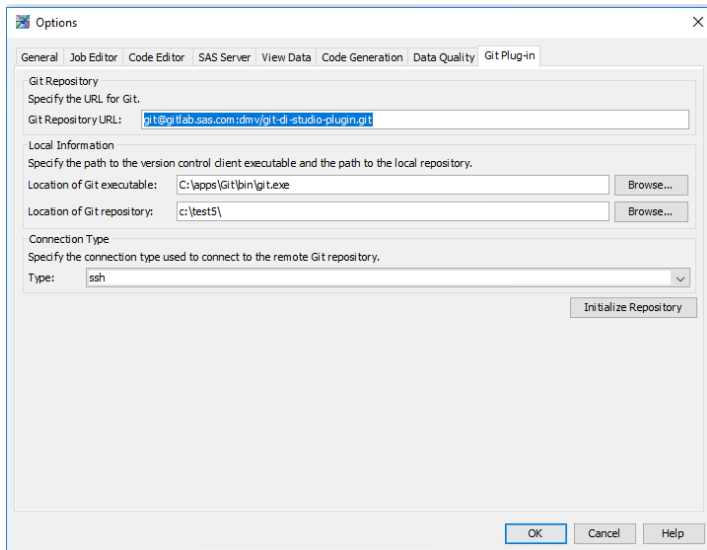 Options
General Job Editor Code Editor SAS Server View Data Code Generation Data Quality Git Plug-in
Git Repository
Specify the URL for Git.
Git Repository URL: git@gitlab.sas.com:dmv/git-di-studio-plugin.git
Local Information
Specify the path to the version control client executable and the path to the local repository.
Location of Git executable: C:\apps\Git\bin\git.exe Browse...
Location of Git repository: c:\test5\ Browse...
Connection Type
Specify the connection type used to connect to the remote Git repository.
Type: ssh
Initialize Repository
OK Cancel Help